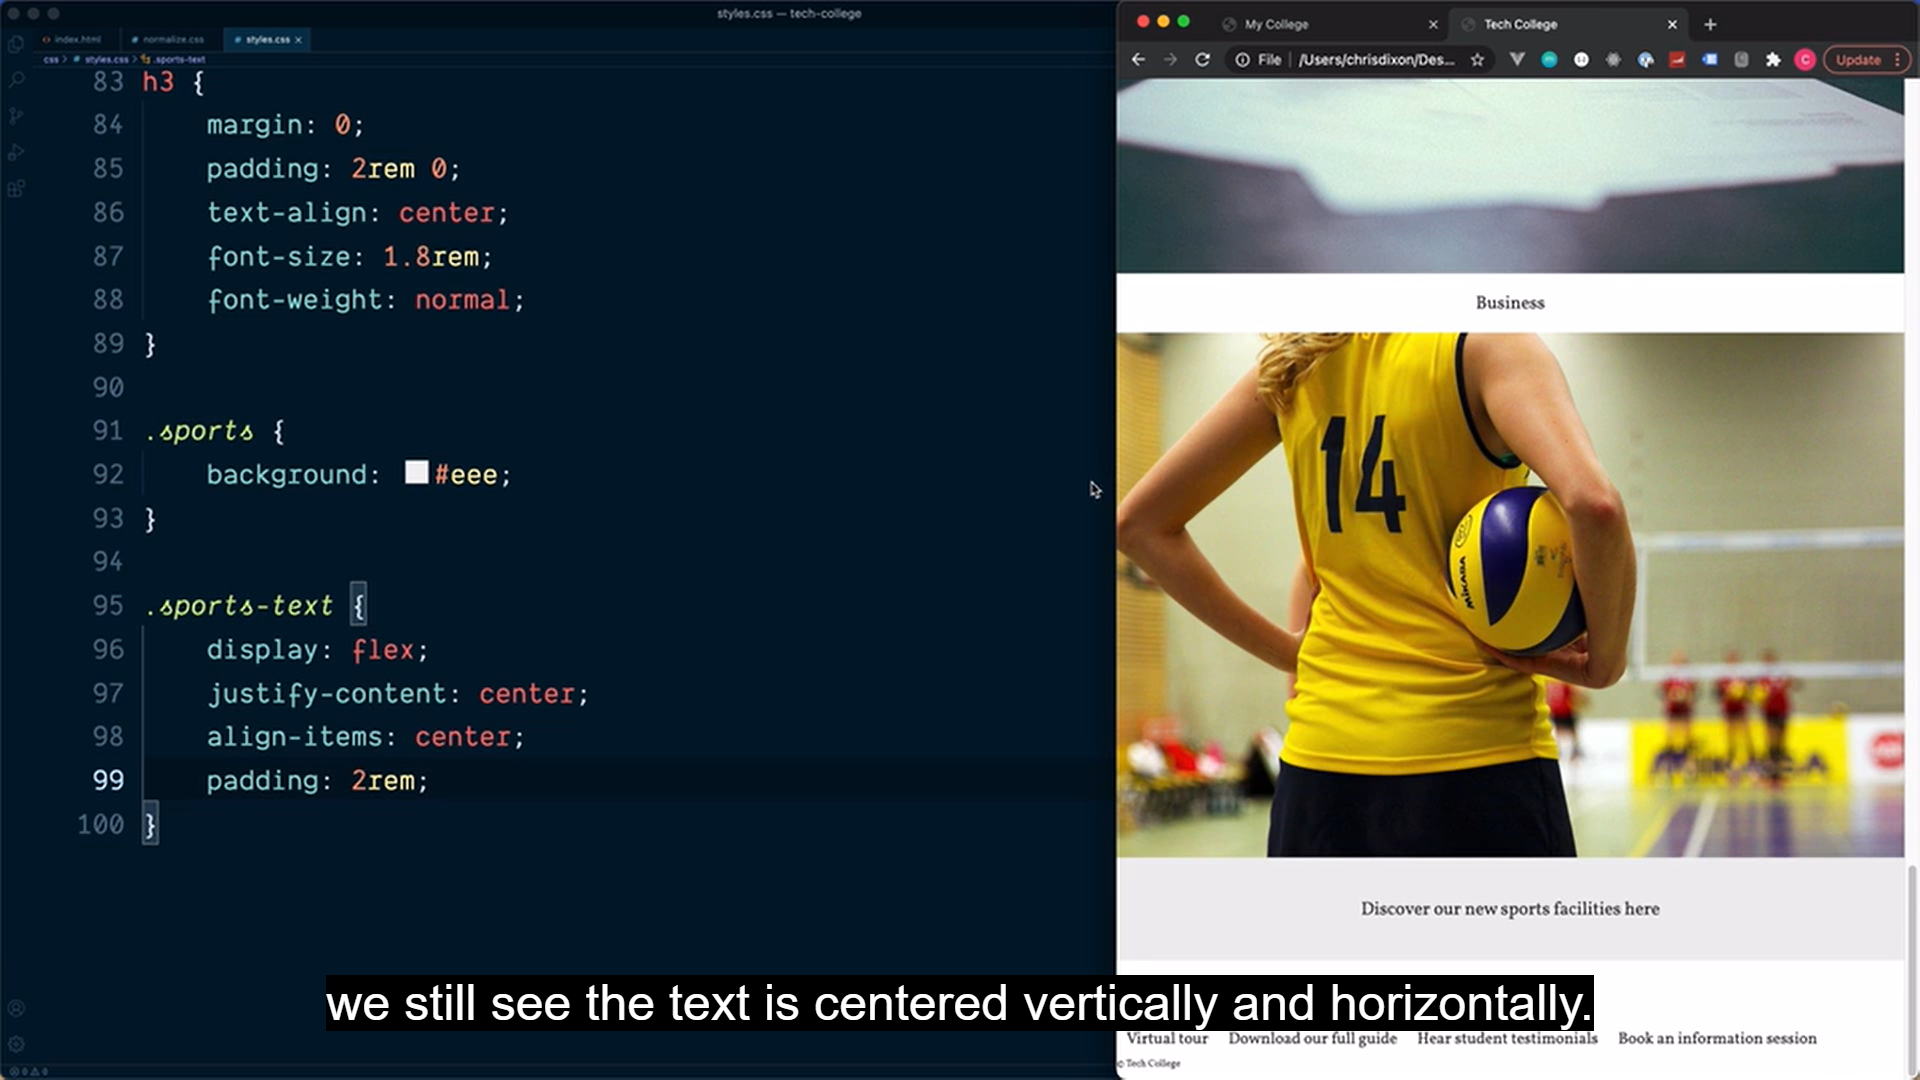 styles.css — tech-college
index.html
normalize.css
styles.css
css > # styles.css > .sports-text
83 h3 {
84 margin: 0;
85 padding: 2rem 0;
86 text-align: center;
87 font-size: 1.8rem;
88 font-weight: normal;
89 }
90
91 .sports {
92 background: #eee;
93 }
94
95 .sports-text {
96 display: flex;
97 justify-content: center;
98 align-items: center;
99 padding: 2rem;
100 }
My College
Tech College
File | /Users/chrisdixon/Des...
C
Update
Business
14
MIKASA
MIKASA
Discover our new sports facilities here
we still see the text is centered vertically and horizontally.
Virtual tour Download our full guide Hear student testimonials Book an information session
© Tech College